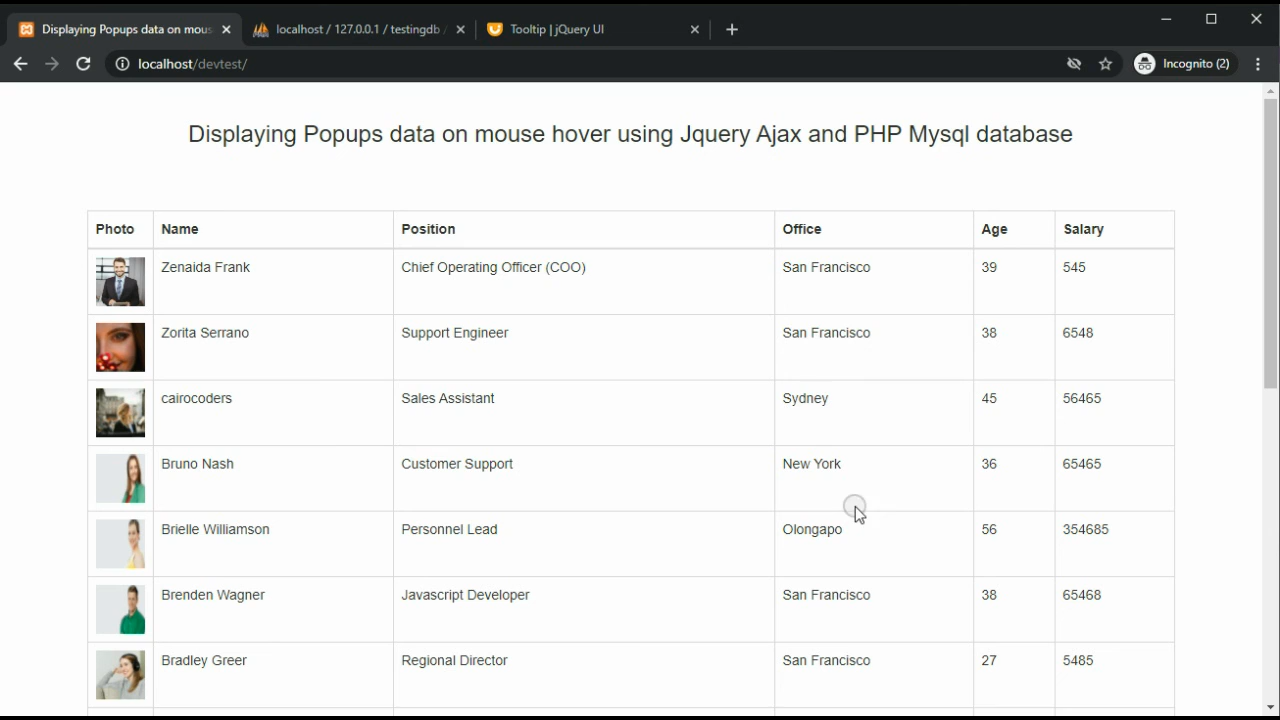 Displaying Popups data on mous
localhost / 127.0.0.1 / testingdb /
Tooltip | jQuery UI
localhost/devtest/
Incognito (2)
Displaying Popups data on mouse hover using Jquery Ajax and PHP Mysql database
Photo Name Position Office Age Salary
Zenaida Frank Chief Operating Officer (COO) San Francisco 39 545
Zorita Serrano Support Engineer San Francisco 38 6548
cairocoders Sales Assistant Sydney 45 56465
Bruno Nash Customer Support New York 36 65465
Brielle Williamson Personnel Lead Olongapo 56 354685
Brenden Wagner Javascript Developer San Francisco 38 65468
Bradley Greer Regional Director San Francisco 27 5485